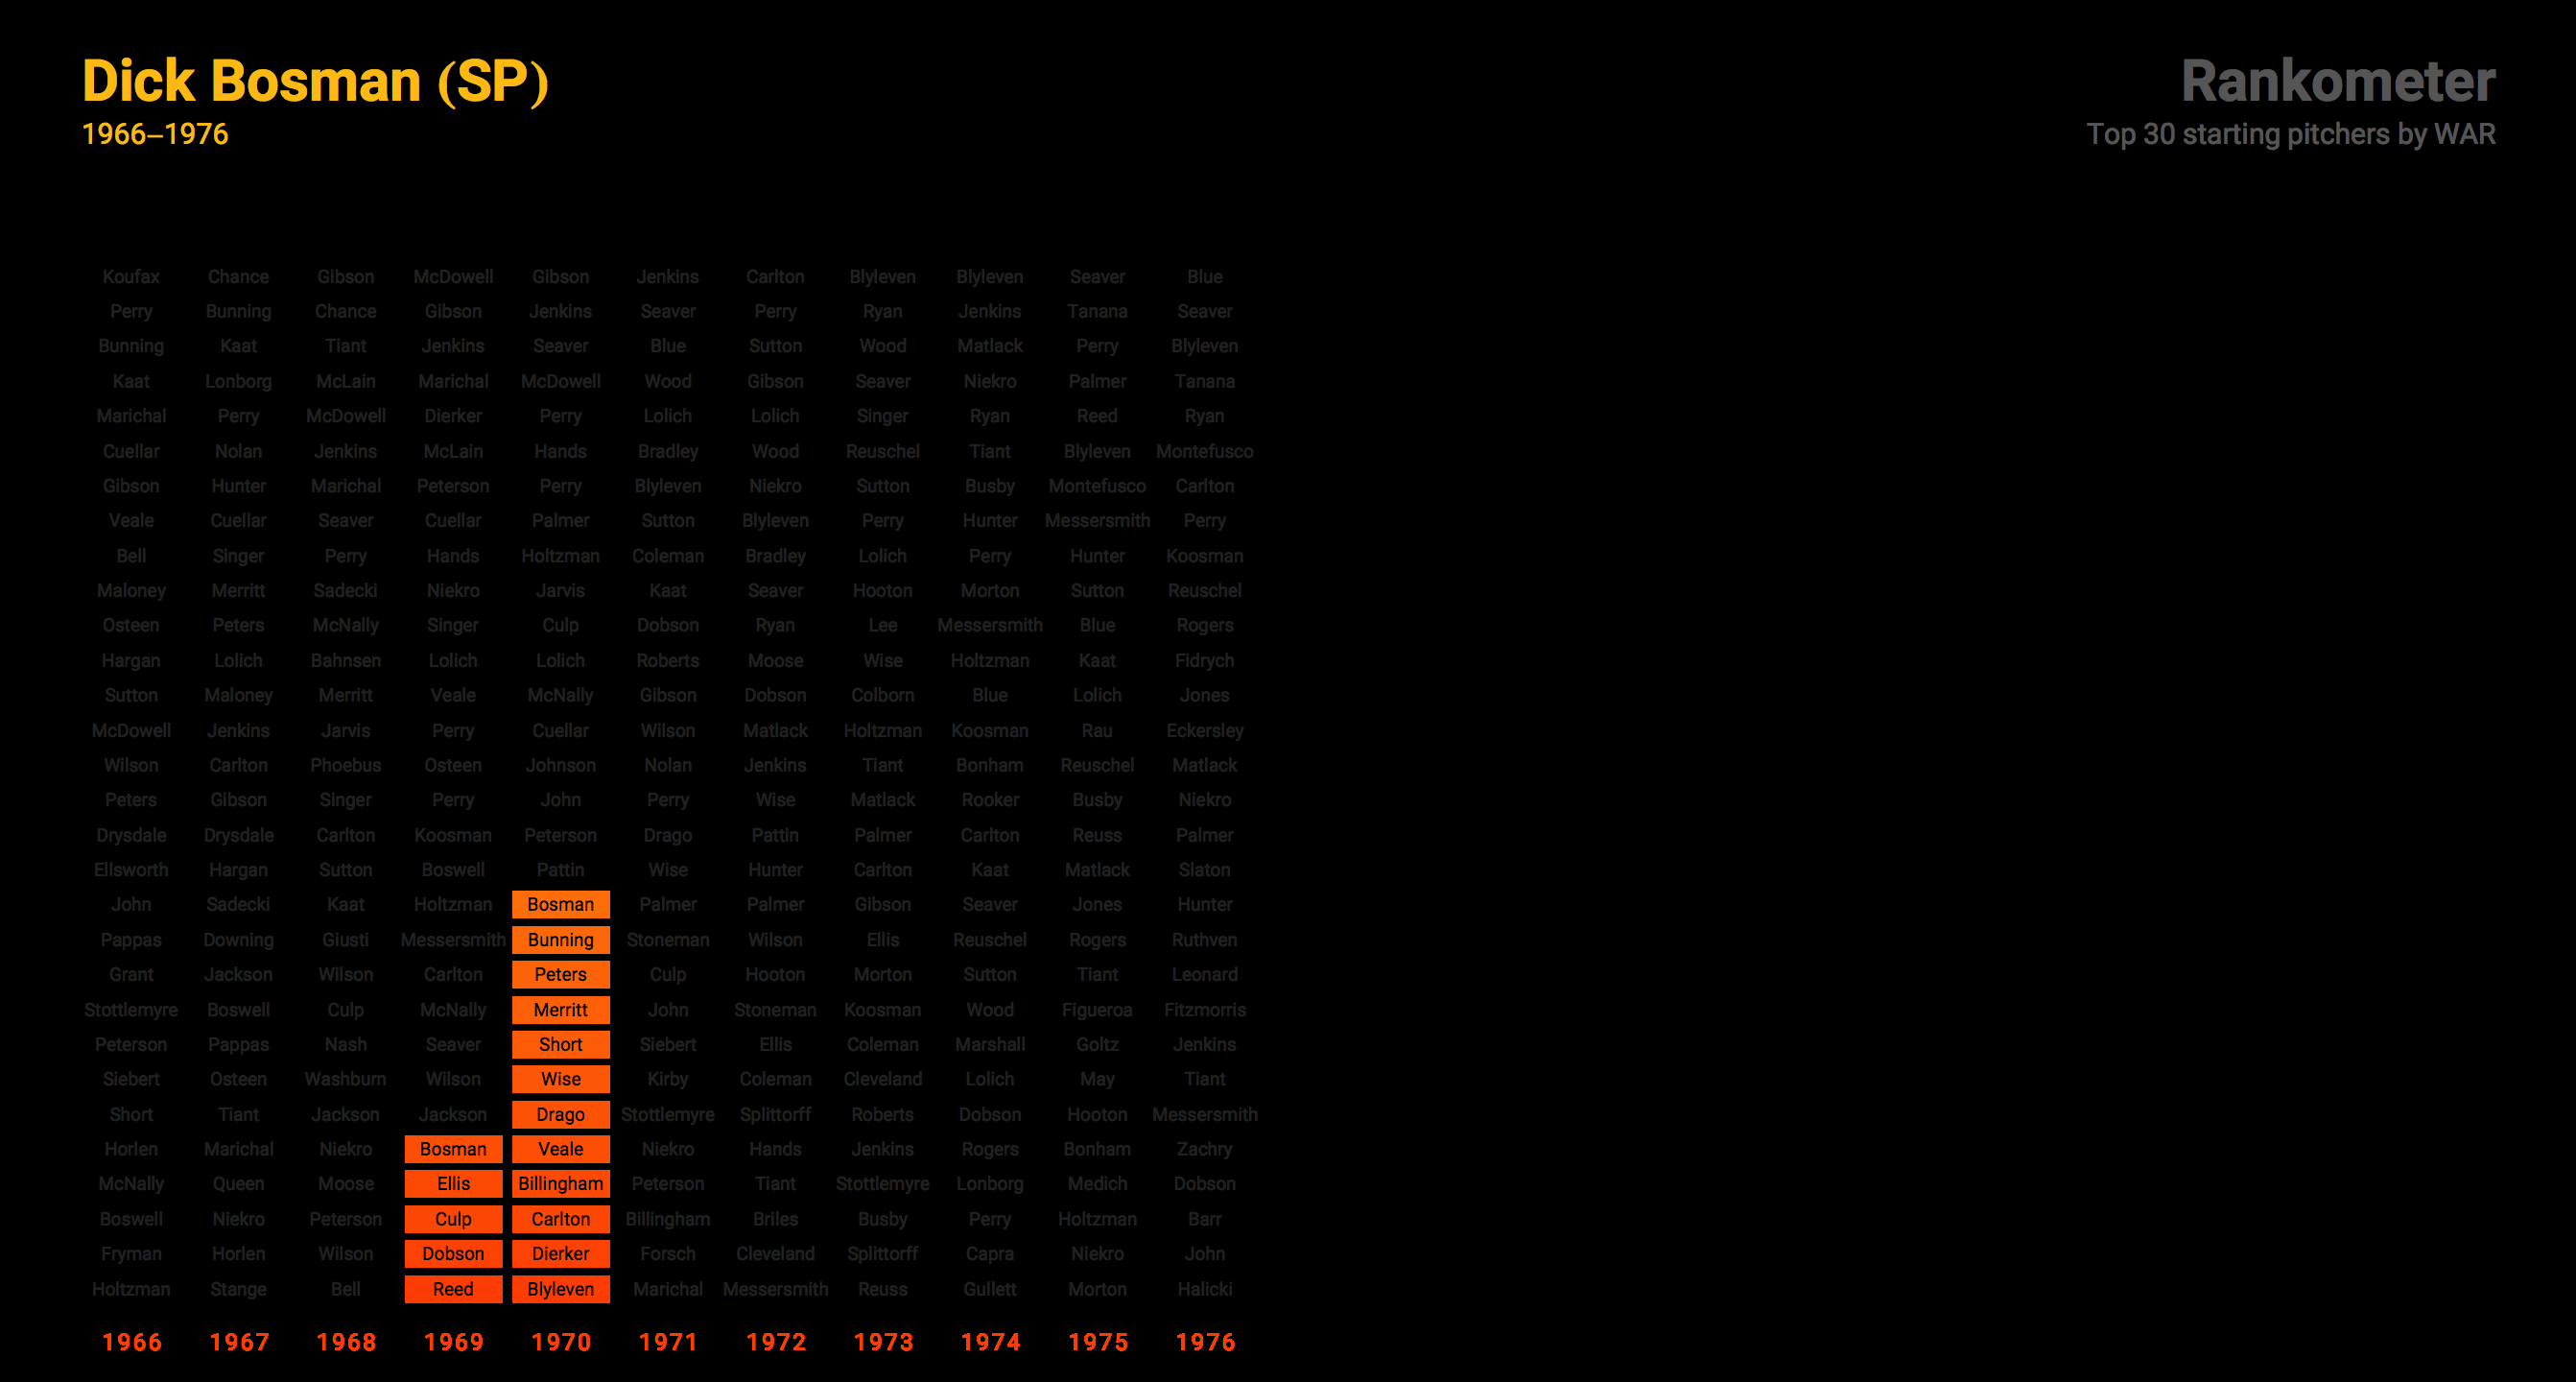 Dick Bosman (SP)
1966–1976
Rankometer
Top 30 starting pitchers by WAR
Koufax Chance Gibson McDowell Gibson Jenkins Carlton Blyleven Blyleven Seaver Blue
Perry Bunning Chance Gibson Jenkins Seaver Perry Ryan Jenkins Tanana Seaver
Bunning Kaat Tiant Jenkins Seaver Blue Sutton Wood Matlack Perry Blyleven
Kaat Lonborg McLain Marichal McDowell Wood Gibson Seaver Niekro Palmer Tanana
Marichal Perry McDowell Dierker Perry Lolich Lolich Singer Ryan Reed Ryan
Cuellar Nolan Jenkins McLain Hands Bradley Wood Reuschel Tiant Blyleven Montefusco
Gibson Hunter Marichal Peterson Perry Blyleven Niekro Sutton Busby Montefusco Carlton
Veale Cuellar Seaver Cuellar Palmer Sutton Blyleven Perry Hunter Messersmith Perry
Bell Singer Perry Hands Holtzman Coleman Bradley Lolich Perry Hunter Koosman
Maloney Merritt Sadecki Niekro Jarvis Kaat Seaver Hooton Morton Sutton Reuschel
Osteen Peters McNally Singer Culp Dobson Ryan Lee Messersmith Blue Rogers
Hargan Lolich Bahnsen Lolich Lolich Roberts Moose Wise Holtzman Kaat Fidrych
Sutton Maloney Merritt Veale McNally Gibson Dobson Colborn Blue Lolich Jones
McDowell Jenkins Jarvis Perry Cuellar Wilson Matlack Holtzman Koosman Rau Eckersley
Wilson Carlton Phoebus Osteen Johnson Nolan Jenkins Tiant Bonham Reuschel Matlack
Peters Gibson Singer Perry John Perry Wise Matlack Rooker Busby Niekro
Drysdale Drysdale Carlton Koosman Peterson Drago Pattin Palmer Carlton Reuss Palmer
Ellsworth Hargan Sutton Boswell Pattin Wise Hunter Carlton Kaat Matlack Slaton
John Sadecki Kaat Holtzman Bosman Palmer Palmer Gibson Seaver Jones Hunter
Pappas Downing Giusti Messersmith Bunning Stoneman Wilson Ellis Reuschel Rogers Ruthven
Grant Jackson Wilson Carlton Peters Culp Hooton Morton Sutton Tiant Leonard
Stottlemyre Boswell Culp McNally Merritt John Stoneman Koosman Wood Figueroa Fitzmorris
Peterson Pappas Nash Seaver Short Siebert Ellis Coleman Marshall Goltz Jenkins
Siebert Osteen Washburn Wilson Wise Kirby Coleman Cleveland Lolich May Tiant
Short Tiant Jackson Jackson Drago Stottlemyre Splittorff Roberts Dobson Hooton Messersmith
Horlen Marichal Niekro Bosman Veale Niekro Hands Jenkins Rogers Bonham Zachry
McNally Queen Moose Ellis Billingham Peterson Tiant Stottlemyre Lonborg Medich Dobson
Boswell Niekro Peterson Culp Carlton Billingham Briles Busby Perry Holtzman Barr
Fryman Horlen Wilson Dobson Dierker Forsch Cleveland Splittorff Capra Niekro John
Holtzman Stange Bell Reed Blyleven Marichal Messersmith Reuss Gullett Morton Halicki
1966 1967 1968 1969 1970 1971 1972 1973 1974 1975 1976